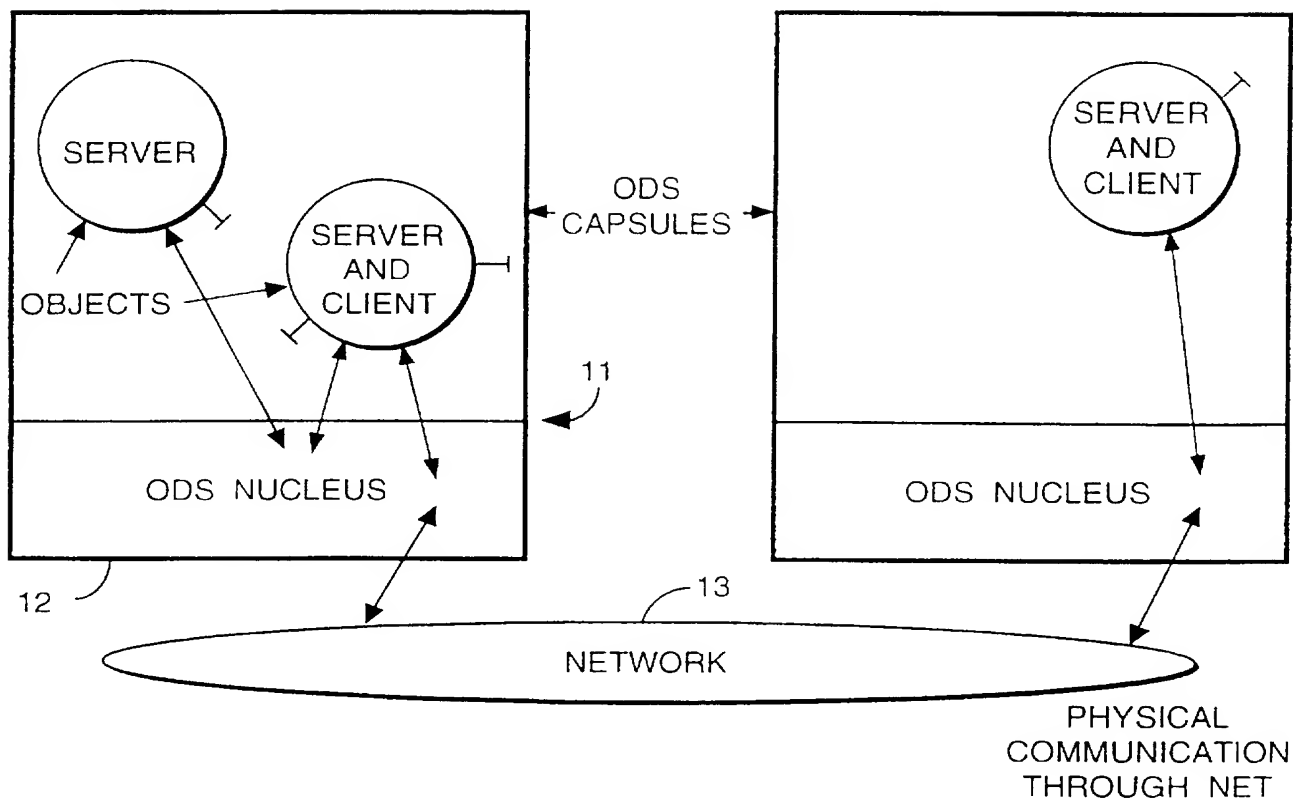 SERVER
SERVER
AND
CLIENT
OBJECTS
ODS
CAPSULES
SERVER
AND
CLIENT
11
ODS NUCLEUS
ODS NUCLEUS
12
13
NETWORK
PHYSICAL
COMMUNICATION
THROUGH NET